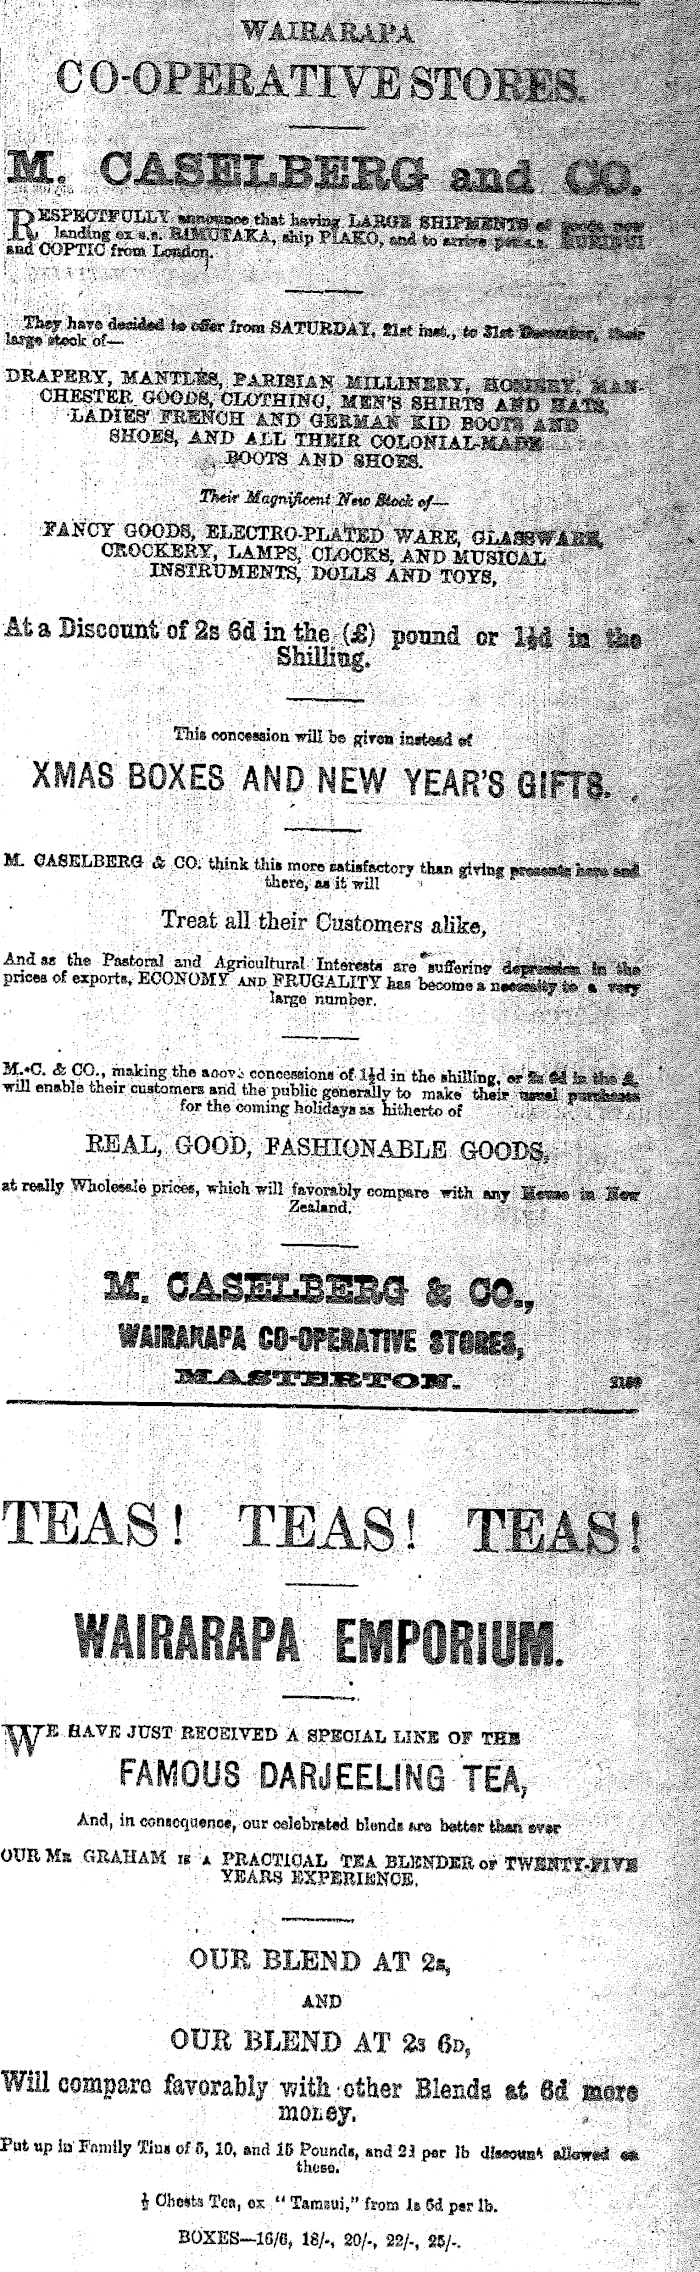 WAIRARAPA
CO-OPERATIVE STORES.
M. CASELBERG and CO.
RESPECTFULLY announce that having LARGE SHIPMENTS of goods now
landing ex s.s. RIMUTAKA, ship PIAKO, and to arrive per s.s.
and COPTIC from London.
They have decided to offer from SATURDAY, 21st inst., to 31st December, their
large stock of—
DRAPERY, MANTLES, PARISIAN MILLINERY, HOSIERY, MAN-
CHESTER GOODS, CLOTHING, MEN'S SHIRTS AND HATS,
LADIES' FRENCH AND GERMAN KID BOOTS AND
SHOES, AND ALL THEIR COLONIAL-MADE
BOOTS AND SHOES.
Their Magnificent New Stock of—
FANCY GOODS, ELECTRO-PLATED WARE, GLASSWARE,
CROCKERY, LAMPS, CLOCKS, AND MUSICAL
INSTRUMENTS, DOLLS AND TOYS,
At a Discount of 2s 6d in the (£) pound or 1½d in the
Shilling.
This concession will be given instead of
XMAS BOXES AND NEW YEAR'S GIFTS.
M. CASELBERG & CO. think this more satisfactory than giving presents here and
there, as it will
Treat all their Customers alike,
And as the Pastoral and Agricultural Interests are suffering depression in the
prices of exports, ECONOMY AND FRUGALITY has become a necessity to a very
large number.
M. C. & CO., making the above concessions of 1½d in the shilling, or 2s 6d in the £,
will enable their customers and the public generally to make their usual purchases
for the coming holidays as hitherto of
REAL, GOOD, FASHIONABLE GOODS,
at really Wholesale prices, which will favorably compare with any House in New
Zealand.
M. CASELBERG & CO.,
WAIRARAPA CO-OPERATIVE STORES,
MASTERTON.
TEAS! TEAS! TEAS!
WAIRARAPA EMPORIUM.
WE HAVE JUST RECEIVED A SPECIAL LINE OF THE
FAMOUS DARJEELING TEA,
And, in consequence, our celebrated blends are better than ever
OUR MR GRAHAM IS A PRACTICAL TEA BLENDER OF TWENTY-FIVE
YEARS EXPERIENCE.
OUR BLEND AT 2s,
AND
OUR BLEND AT 2s 6D,
Will compare favorably with other Blends at 6d more
money.
Put up in Family Tins of 5, 10, and 15 Pounds, and per lb discount allowed on
these.
½ Chests Tea, ex "Tamsui," from 1s 6d per lb.
BOXES—16/6, 18/-, 20/-, 22/-, 25/-.